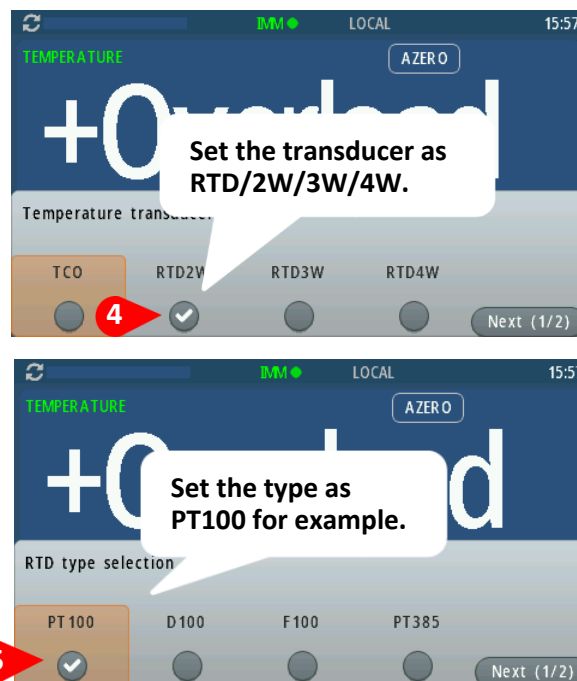 IMM LOCAL 15:57
TEMPERATURE AZERO
+Overload
Set the transducer as
RTD/2W/3W/4W.
Temperature transducer
TCO RTD2W RTD3W RTD4W
4
Next (1/2)
IMM LOCAL 15:5
TEMPERATURE AZERO
Set the type as
PT100 for example.
RTD type selection
PT100 D100 F100 PT385
Next (1/2)